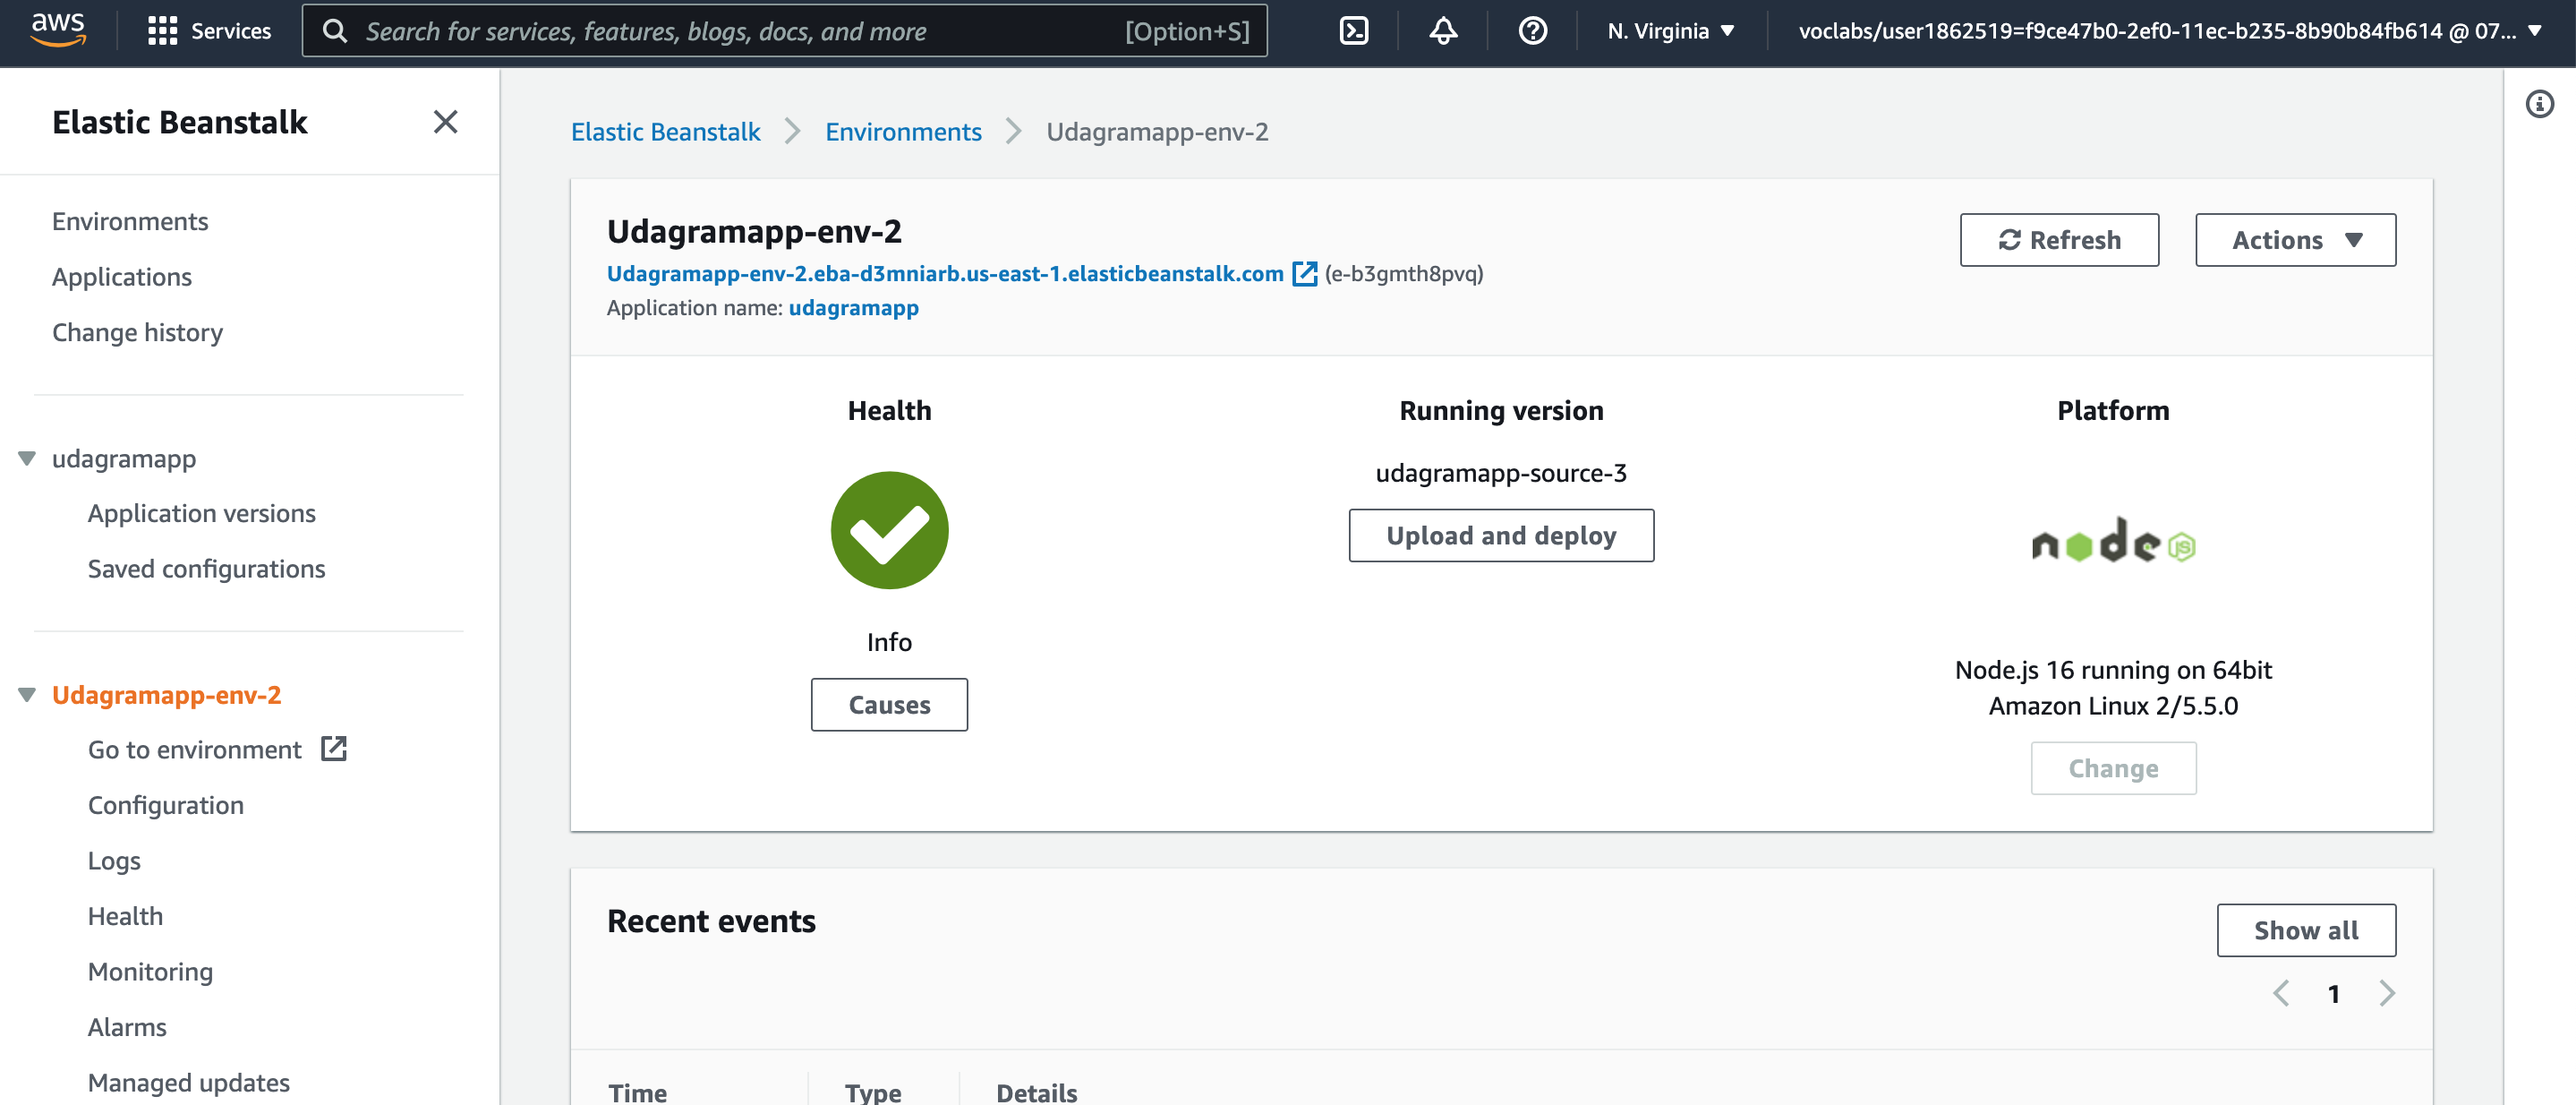 aws
Services
Search for services, features, blogs, docs, and more
[Option+S]
N. Virginia
voclabs/user1862519=f9ce47b0-2ef0-11ec-b235-8b90b84fb614 @ 07...
Elastic Beanstalk
Environments
Applications
Change history
udagramapp
Application versions
Saved configurations
Udagramapp-env-2
Go to environment
Configuration
Logs
Health
Monitoring
Alarms
Managed updates
Elastic Beanstalk
Environments
Udagramapp-env-2
Udagramapp-env-2
Udagramapp-env-2.eba-d3mniarb.us-east-1.elasticbeanstalk.com (e-b3gmth8pvq)
Application name: udagramapp
Refresh
Actions
Health
Info
Causes
Running version
udagramapp-source-3
Upload and deploy
Platform
node JS
Node.js 16 running on 64bit
Amazon Linux 2/5.5.0
Change
Recent events
Show all
1
Time
Type
Details